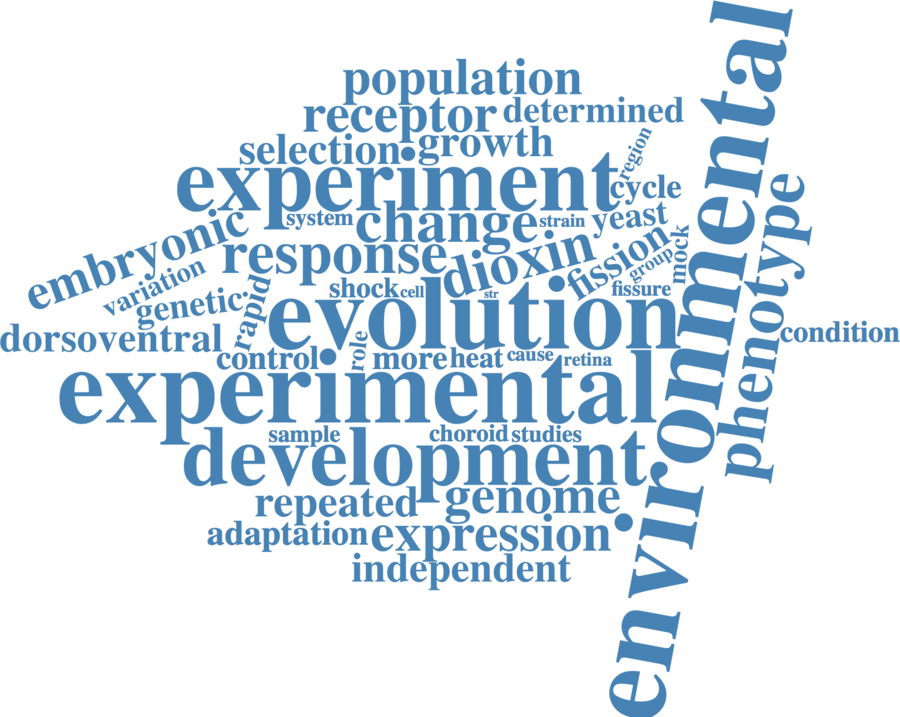 environmental
population
receptor
determined
selection
growth
region
experiment
cycle
phenotype
embryonic
system
change
strain
yeast
mock
response
dioxin
fission
group
variation
genetic
rapid
shock
cell
str
fissure
evolution
dorsoventral
condition
control
role
more
heat
cause
retina
experimental
sample
choroid
studies
development
repeated
genome
adaptation
expression
independent